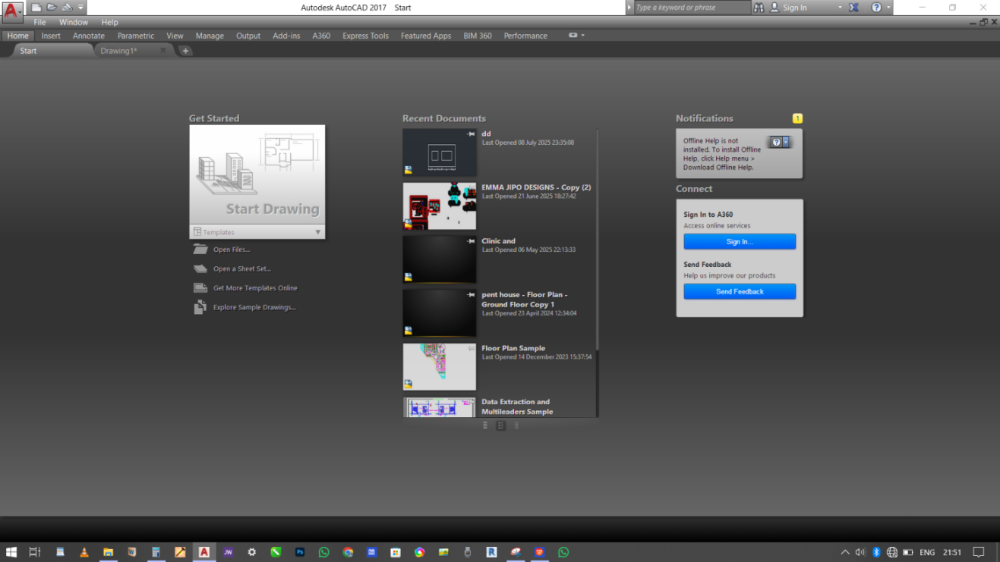 Autodesk AutoCAD 2017 Start
Type a keyword or phrase
Sign In
File Window Help
Home Insert Annotate Parametric View Manage Output Add-ins A360 Express Tools Featured Apps BIM 360 Performance
Start Drawing1*
Get Started
Start Drawing
Templates
Open Files...
Open a Sheet Set...
Get More Templates Online
Explore Sample Drawings...
Recent Documents
dd
Last Opened 08 July 2025 23:35:08
EMMA JIPO DESIGNS - Copy (2)
Last Opened 21 June 2025 18:27:42
Clinic and
Last Opened 06 May 2025 22:13:33
pent house - Floor Plan -
Ground Floor Copy 1
Last Opened 23 April 2024 12:34:04
Floor Plan Sample
Last Opened 14 December 2023 15:37:54
Data Extraction and
Multileaders Sample
Notifications
1
Offline Help is not
installed. To install Offline
Help, click Help menu >
Download Offline Help.
Connect
Sign In to A360
Access online services
Sign In...
Send Feedback
Help us improve our products
Send Feedback
JW
Ps
R
ENG 21:51